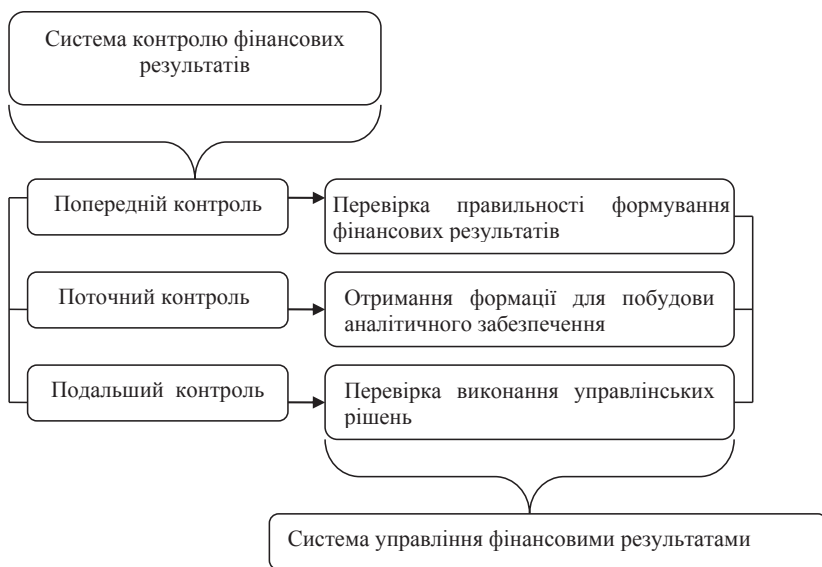 Система контролю фінансових
результатів
Попередній контроль
Перевірка правильності формування
фінансових результатів
Поточний контроль
Отримання формації для побудови
аналітичного забезпечення
Подальший контроль
Перевірка виконання управлінських
рішень
Система управління фінансовими результатами